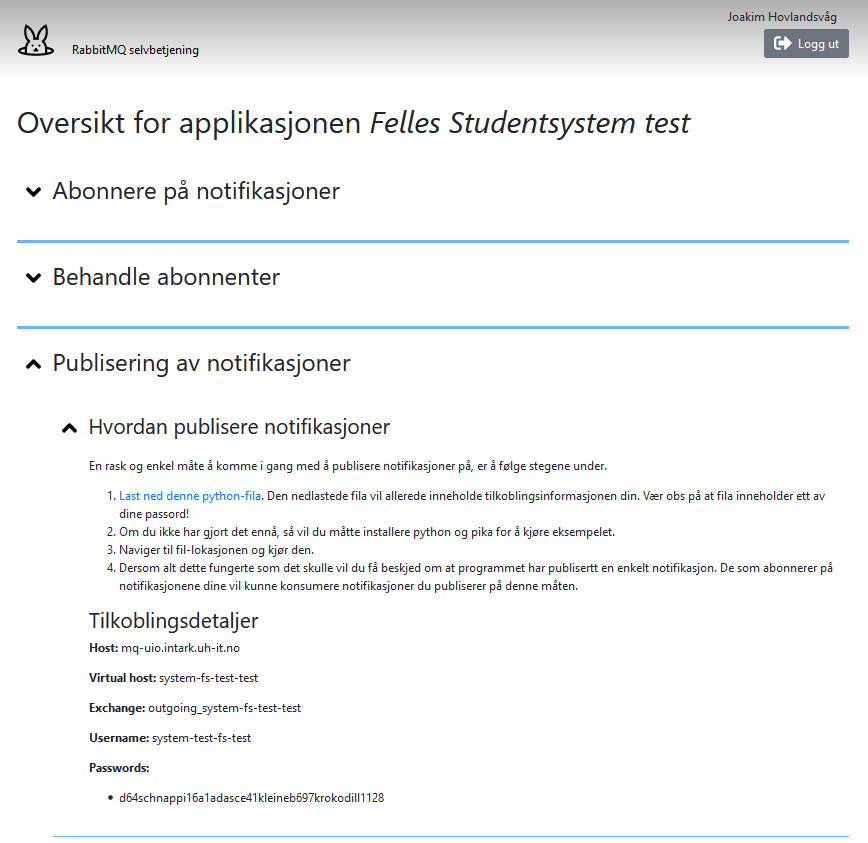 Joakim Hovlandsvåg
RabbitMQ selvbetjening
Logg ut
Oversikt for applikasjonen Felles Studentsystem test
Abonnere på notifikasjoner
Behandle abonnenter
Publisering av notifikasjoner
Hvordan publisere notifikasjoner
En rask og enkel måte å komme i gang med å publisere notifikasjoner på, er å følge stegene under.
1. Last ned denne python-fila. Den nedlastede fila vil allerede inneholde tilkoblingsinformasjonen din. Vær obs på at fila inneholder ett av
dine passord!
2. Om du ikke har gjort det ennå, så vil du måtte installere python og pika for å kjøre eksempelet.
3. Naviger til fil-lokasjonen og kjør den.
4. Dersom alt dette fungerte som det skulle vil du få beskjed om at programmet har publisertt en enkelt notifikasjon. De som abonnerer på
notifikasjonene dine vil kunne konsumere notifikasjoner du publiserer på denne måten.
Tilkoblingsdetaljer
Host: mq-uio.intark.uh-it.no
Virtual host: system-fs-test-test
Exchange: outgoing_system-fs-test-test
Username: system-test-fs-test
Passwords:
• d64schnappi16a1adasce41kleineb697krokodill1128